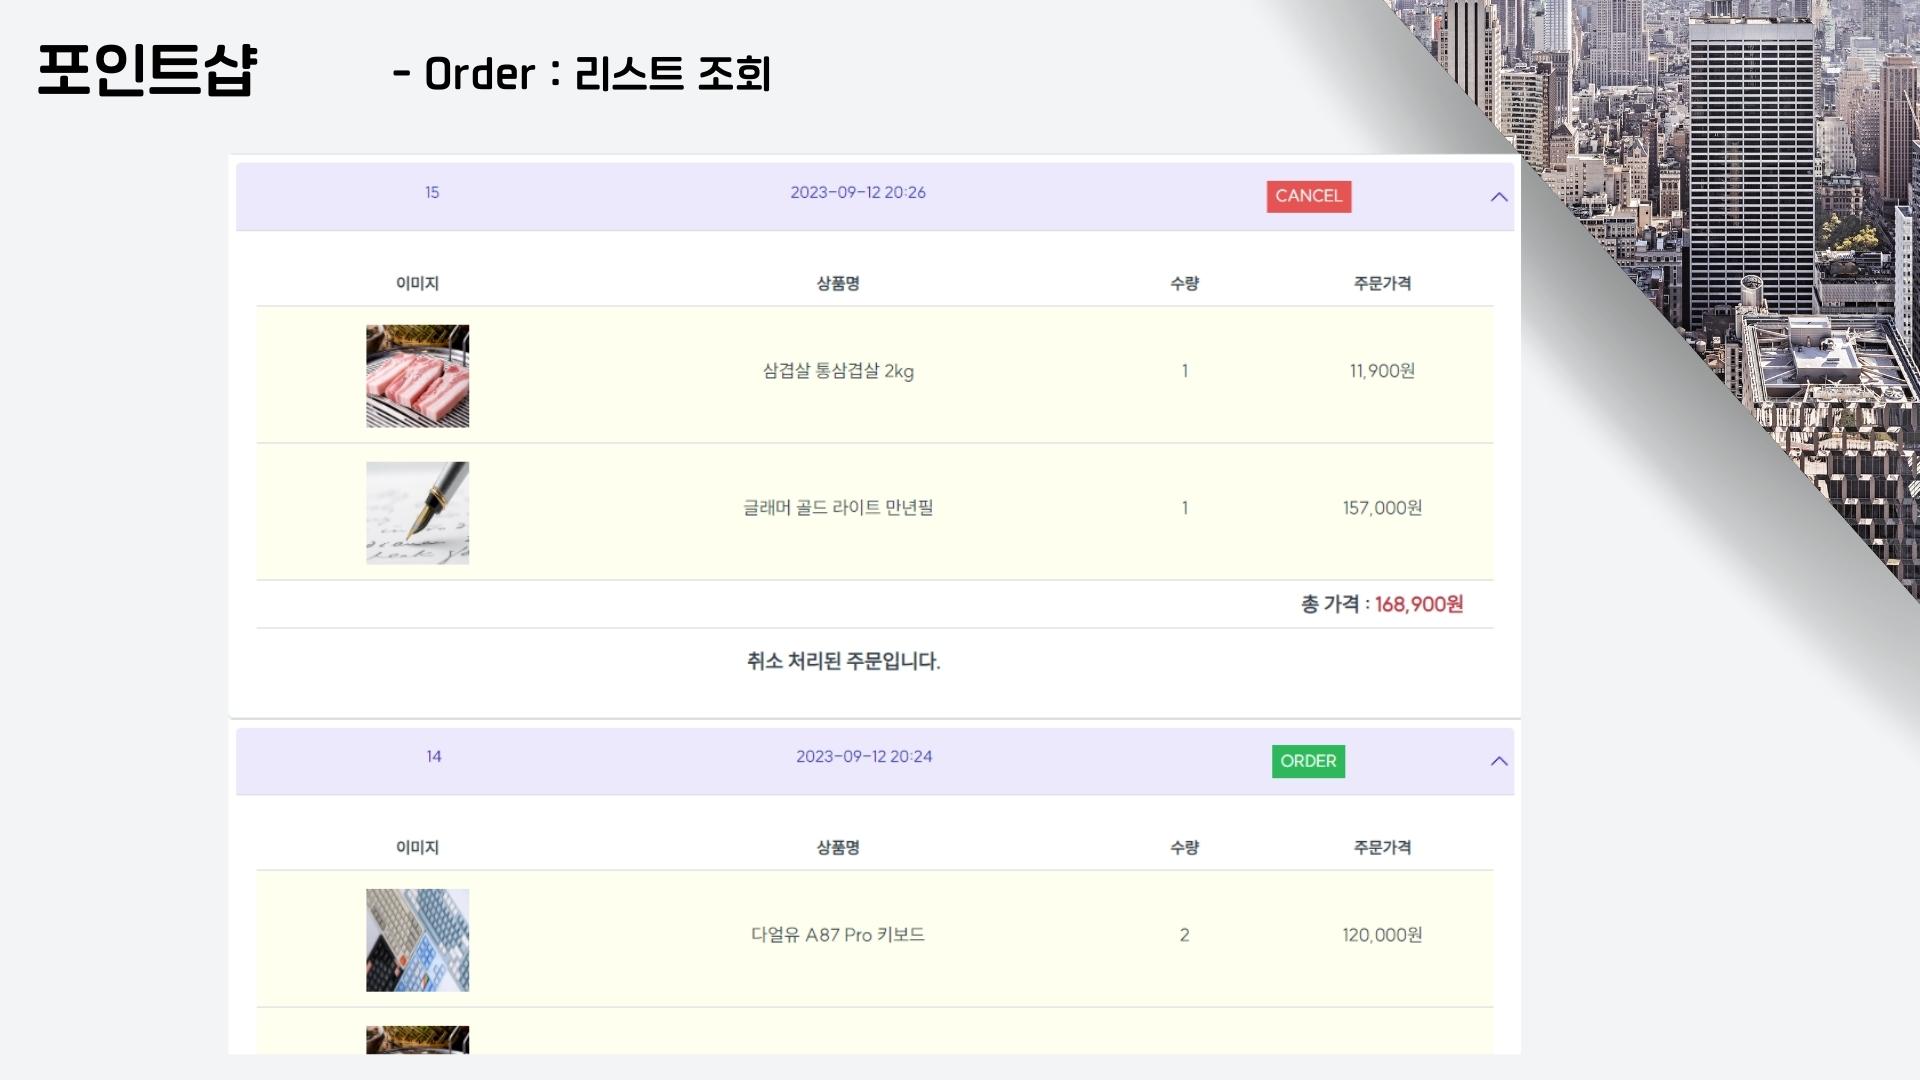 포인트샵 - Order : 리스트 조회
15 2023-09-12 20:26 CANCEL
이미지 상품명 수량 주문가격
삼겹살 통삼겹살 2kg 1 11,900원
글래머 골드 라이트 만년필 1 157,000원
총 가격 : 168,900원
취소 처리된 주문입니다.
14 2023-09-12 20:24 ORDER
이미지 상품명 수량 주문가격
다얼유 A87 Pro 키보드 2 120,000원